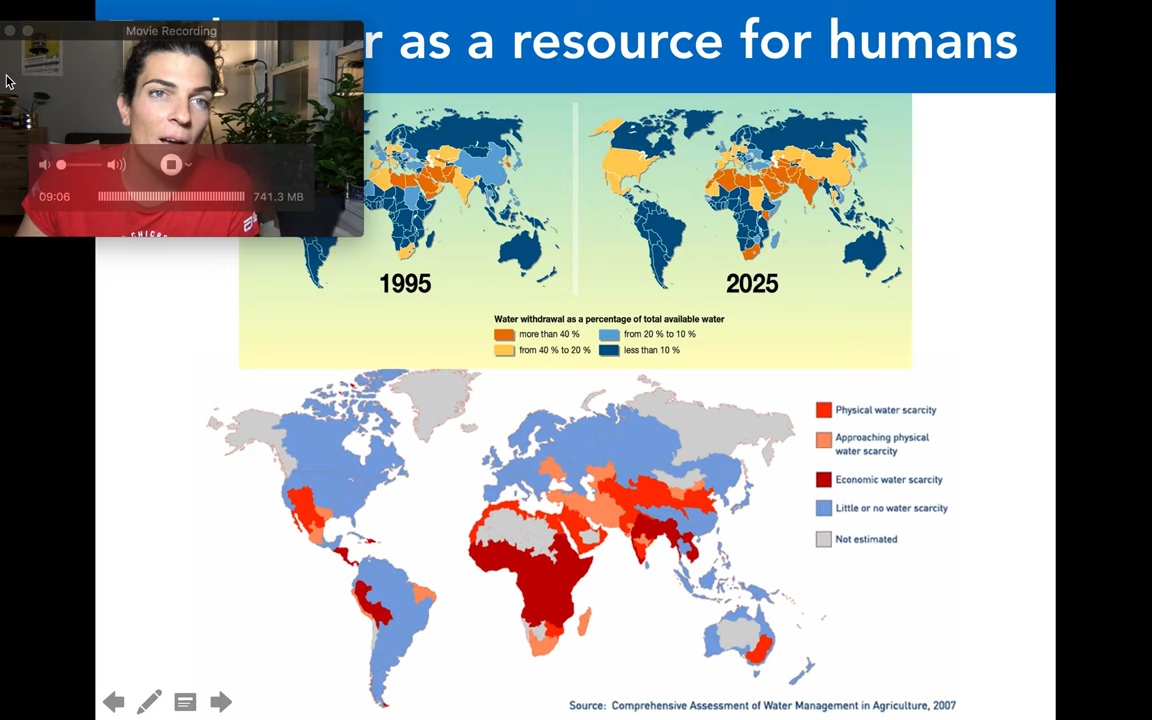 Movie Recording
r as a resource for humans
09:06
741.3 MB
CHIC
1995
2025
Water withdrawal as a percentage of total available water
more than 40 %
from 20 % to 10 %
from 40 % to 20 %
less than 10 %
Physical water scarcity
Approaching physical
water scarcity
Economic water scarcity
Little or no water scarcity
Not estimated
Source: Comprehensive Assessment of Water Management in Agriculture, 2007